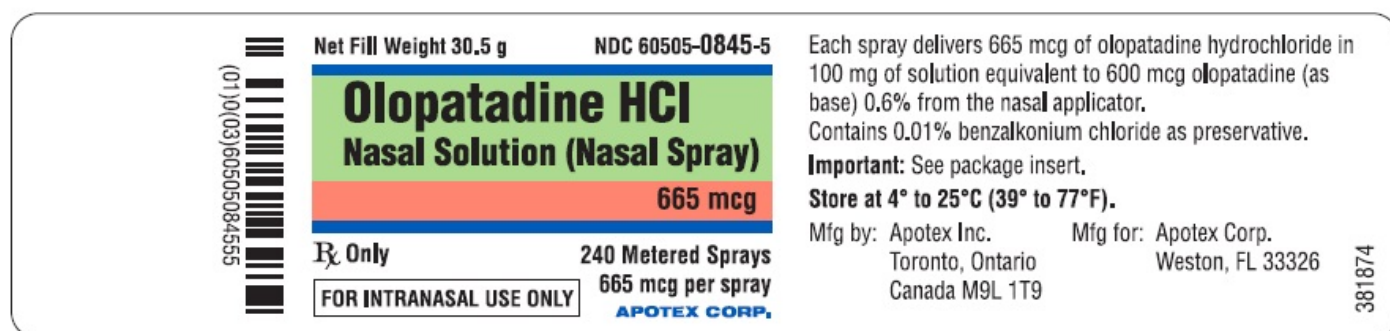 (01)0(03)60505084555
Net Fill Weight 30.5 g NDC 60505-0845-5
Olopatadine HCl
Nasal Solution (Nasal Spray)
665 mcg
Rx Only
240 Metered Sprays
665 mcg per spray
FOR INTRANASAL USE ONLY
APOTEX CORP.
Each spray delivers 665 mcg of olopatadine hydrochloride in
100 mg of solution equivalent to 600 mcg olopatadine (as
base) 0.6% from the nasal applicator.
Contains 0.01% benzalkonium chloride as preservative.
Important: See package insert.
Store at 4° to 25°C (39° to 77°F).
Mfg by: Apotex Inc.
Toronto, Ontario
Canada M9L 1T9
Mfg for: Apotex Corp.
Weston, FL 33326
381874